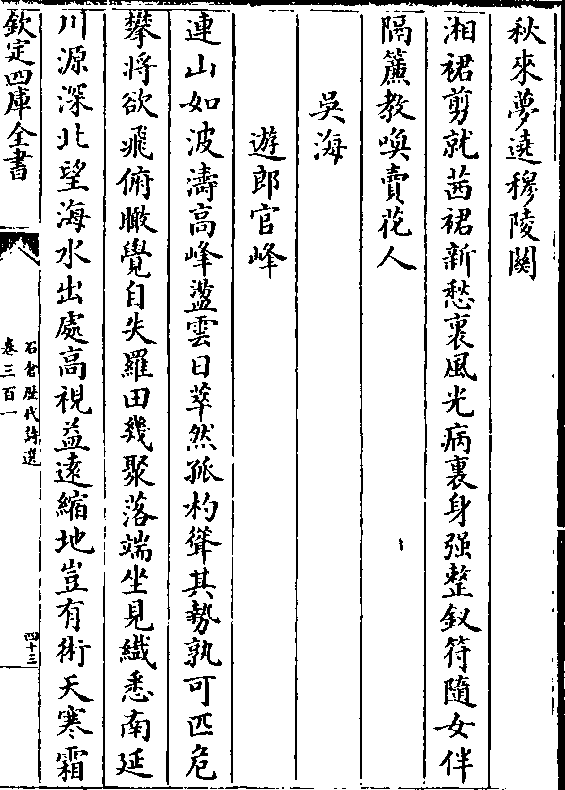 秋來夢遶穆陵關
湘裙剪就茜裙新愁裏風光病裏身强整釵符隨女伴
隔簾教喚賣花人
吳海
遊郎官峰
連山如波濤高峰盪雲日萃然孤杓聳其勢孰可匹危
攀將欲飛俯瞰覺自失羅田幾聚落端坐見纖悉南延
川源深北望海水出處高視益遠縮地豈有術天寒霜
欽定四庫全書
石倉歷代詩選
卷三百一
四十三